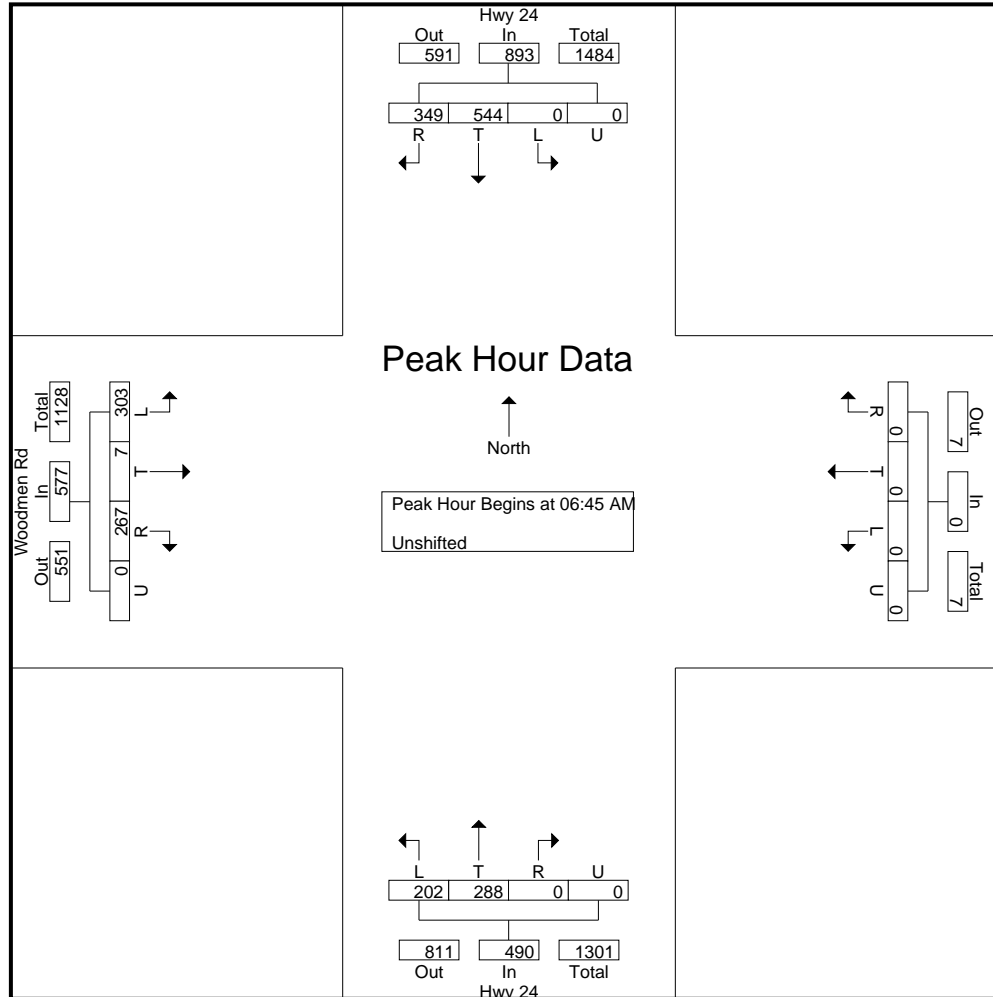 Hwy 24
Out In Total
591 893 1484
349 544 0 0
R T L U
Peak Hour Data
North
Peak Hour Begins at 06:45 AM
Unshifted
Woodmen Rd
Out In Total
551 577 1128
303 7 267 0
L T R U
R T L U
0 0 0 0
Out In Total
7 0 7
L T R U
202 288 0 0
811 490 1301
Out In Total
Hwy 24